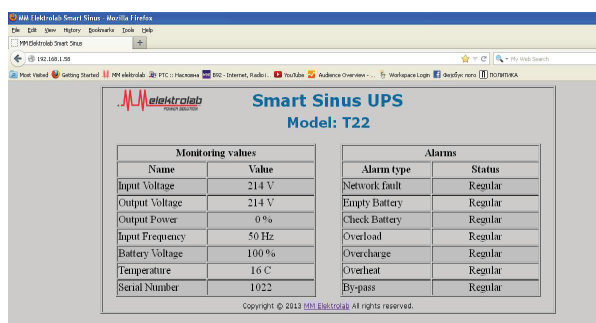 MM Elektrolab Smart Sinus - Mozilla Firefox
File Edit View History Bookmarks Tools Help
MM Elektrolab Smart Sinus +
192.168.1.58
My Web Search
Most Visited Getting Started MM elektrolab РТС :: Насловна B92 - Internet, Radio i... YouTube Audience Overview - ... Workspace Login Фејсбук ПОЛИТИКА
MM elektrolab
POWER SOLUTION
Smart Sinus UPS
Model: T22
Monitoring values
Name Value
Input Voltage 214 V
Output Voltage 214 V
Output Power 0 %
Input Frequency 50 Hz
Battery Voltage 100 %
Temperature 16 C
Serial Number 1022
Alarms
Alarm type Status
Network fault Regular
Empty Battery Regular
Check Battery Regular
Overload Regular
Overcharge Regular
Overheat Regular
By-pass Regular
Copyright © 2013 MM Elektrolab All rights reserved.